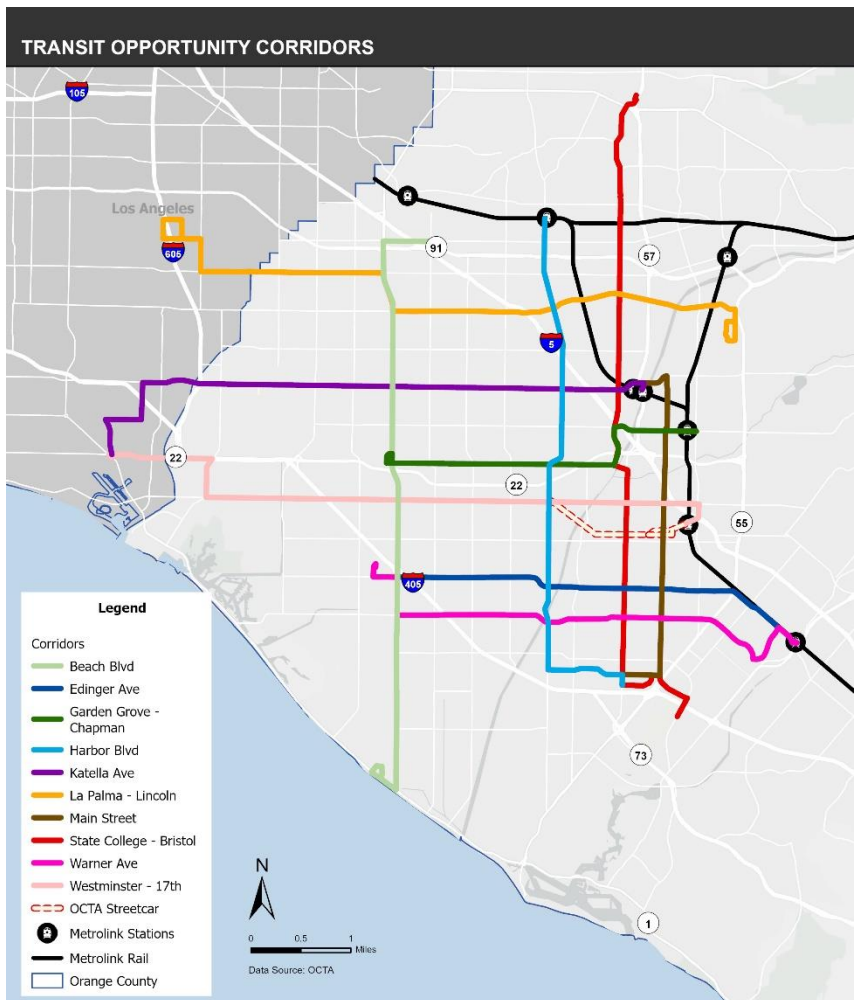 TRANSIT OPPORTUNITY CORRIDORS
105
Los Angeles
605
91
57
5
22
22
55
405
73
1
Legend
Corridors
Beach Blvd
Edinger Ave
Garden Grove -
Chapman
Harbor Blvd
Katella Ave
La Palma - Lincoln
Main Street
State College - Bristol
Warner Ave
Westminster - 17th
OCTA Streetcar
Metrolink Stations
Metrolink Rail
Orange County
N
0 0.5 1
Miles
Data Source: OCTA